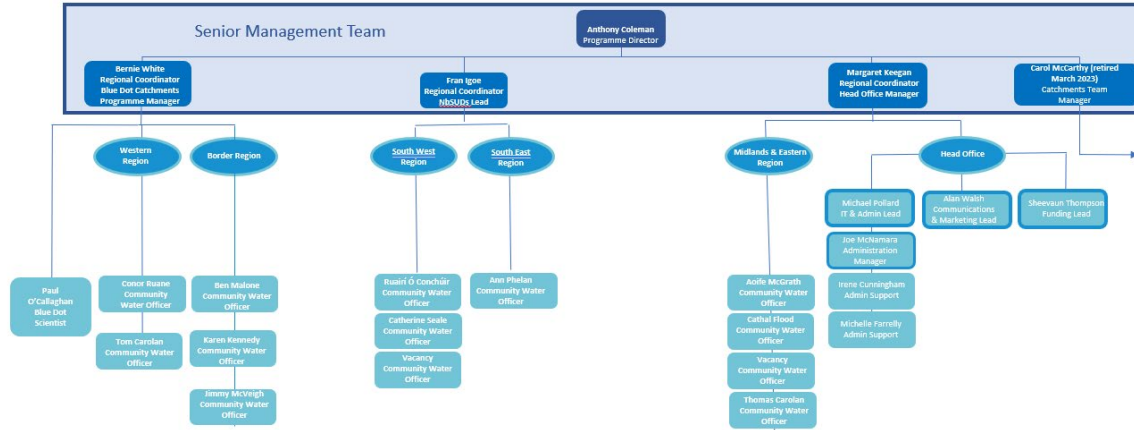 Senior Management Team
Anthony Coleman
Programme Director
Bernie White
Regional Coordinator
Blue Dot Catchments
Programme Manager
Fran Igoe
Regional Coordinator
NbSUDs Lead
Margaret Keegan
Regional Coordinator
Head Office Manager
Carol McCarthy (retired
March 2023)
Catchments Team
Manager
Western
Region
Border Region
South West
Region
South East
Region
Midlands & Eastern
Region
Head Office
Michael Pollard
IT & Admin Lead
Alan Walsh
Communications
& Marketing Lead
Sheevaun Thompson
Funding Lead
Joe McNamara
Administration
Manager
Irene Cunningham
Admin Support
Michelle Farrelly
Admin Support
Paul
O'Callaghan
Blue Dot
Scientist
Conor Ruane
Community
Water Officer
Tom Carolan
Community Water
Officer
Ben Malone
Community Water
Officer
Karen Kennedy
Community Water
Officer
Jimmy McVeigh
Community Water
Officer
Ruairí Ó Conchúir
Community Water
Officer
Catherine Seale
Community Water
Officer
Vacancy
Community Water
Officer
Ann Phelan
Community Water
Officer
Aoife McGrath
Community Water
Officer
Cathal Flood
Community Water
Officer
Vacancy
Community Water
Officer
Thomas Carolan
Community Water
Officer